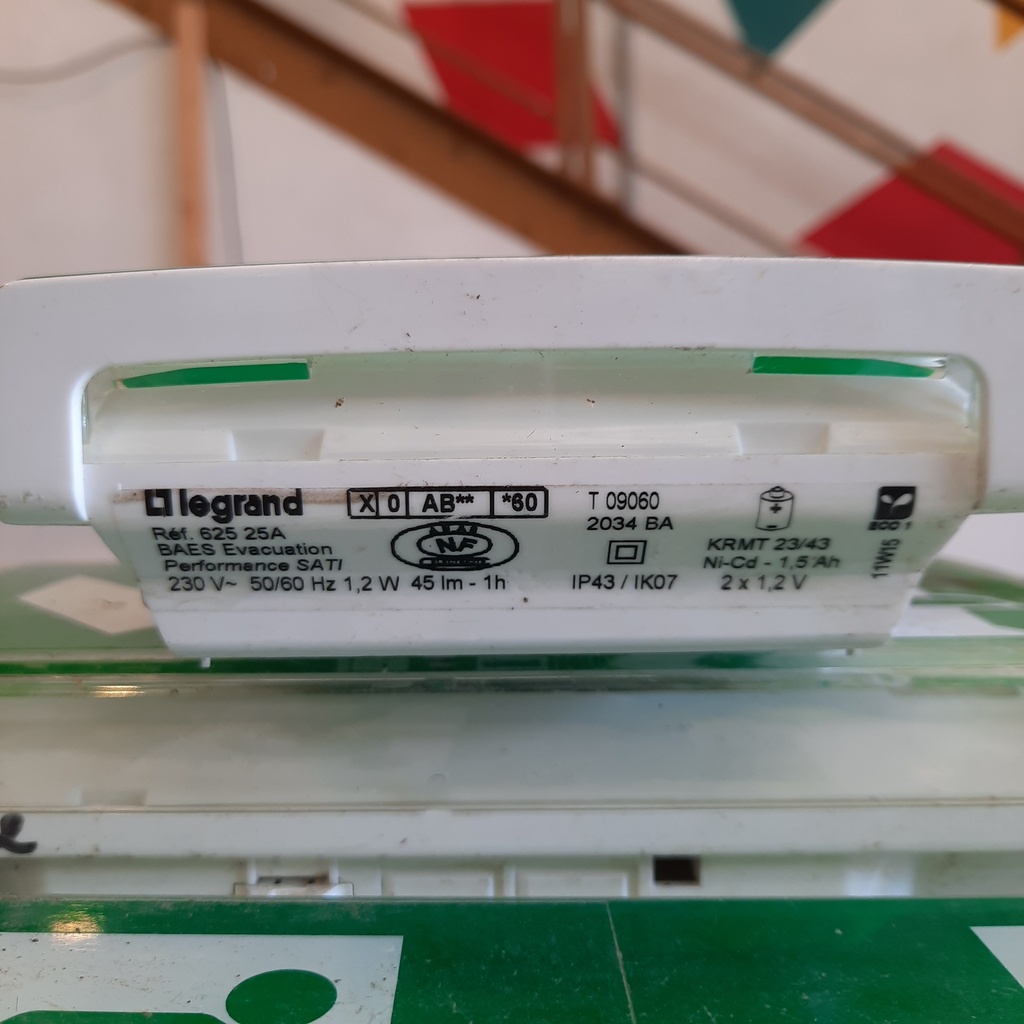 legrand
Réf. 625 25A
BAES Evacuation
Performance SATI
230 V~ 50/60 Hz 1,2 W 45 lm - 1h
X 0 AB** *60
NF
T 09060
2034 BA
IP43 / IK07
KRMT 23/43
Ni-Cd - 1,5 Ah
2 x 1,2 V
ECO 1
11W15